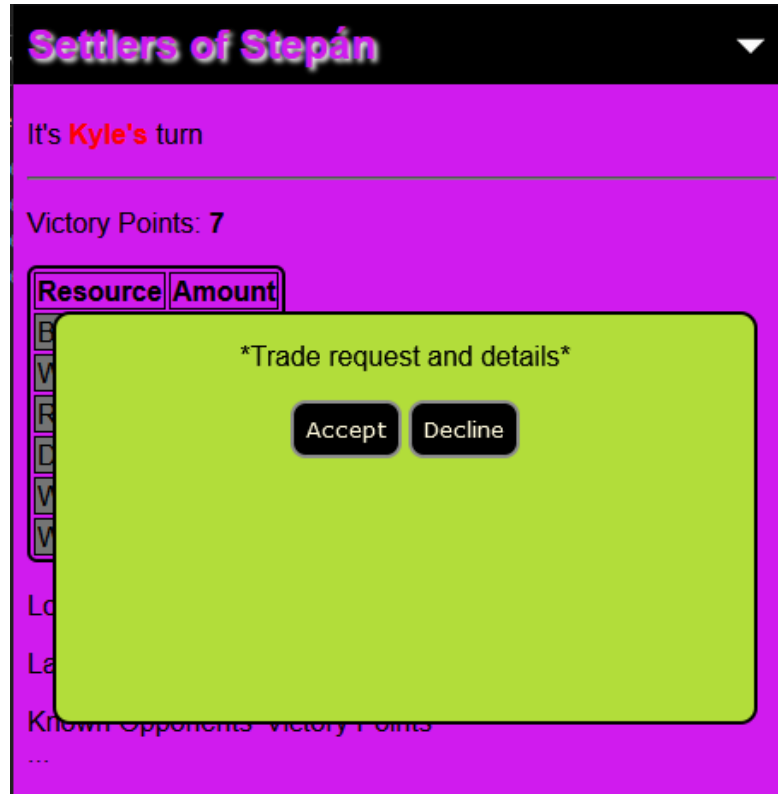 Settlers of Stepán
It's Kyle's turn
Victory Points: 7
Resource Amount
*Trade request and details*
Accept Decline
Known Opponents' Victory Points
...